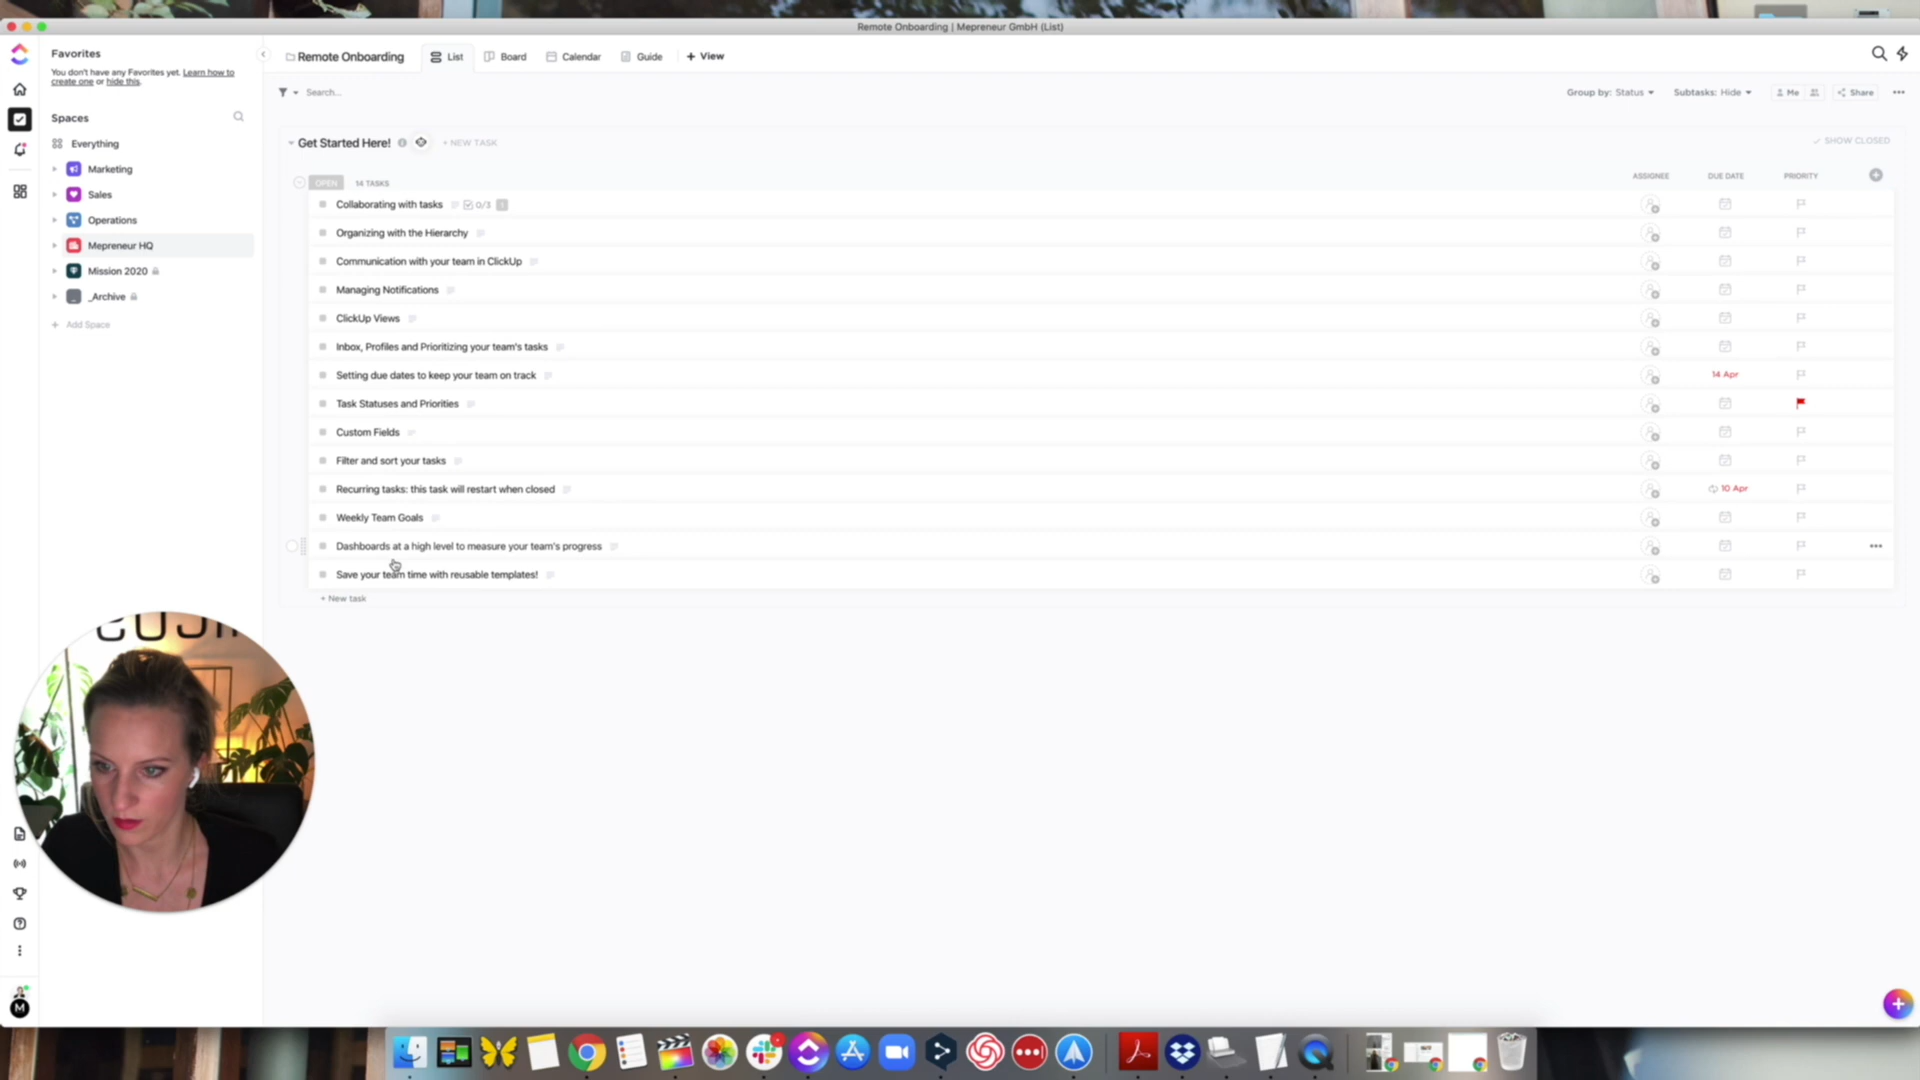 Remote Onboarding | Mepreneur GmbH (List)
Favorites
You don't have any Favorites yet. Learn how to
create one or hide this.
Spaces
Everything
Marketing
Sales
Operations
Mepreneur HQ
Mission 2020
_Archive
+ Add Space
Remote Onboarding
List
Board
Calendar
Guide
+ View
Search...
Group by: Status
Subtasks: Hide
Me
Share
Get Started Here!
+ NEW TASK
SHOW CLOSED
OPEN
14 TASKS
ASSIGNEE
DUE DATE
PRIORITY
Collaborating with tasks 0/3
Organizing with the Hierarchy
Communication with your team in ClickUp
Managing Notifications
ClickUp Views
Inbox, Profiles and Prioritizing your team's tasks
Setting due dates to keep your team on track 14 Apr
Task Statuses and Priorities
Custom Fields
Filter and sort your tasks
Recurring tasks: this task will restart when closed 10 Apr
Weekly Team Goals
Dashboards at a high level to measure your team's progress
Save your team time with reusable templates!
+ New task
M